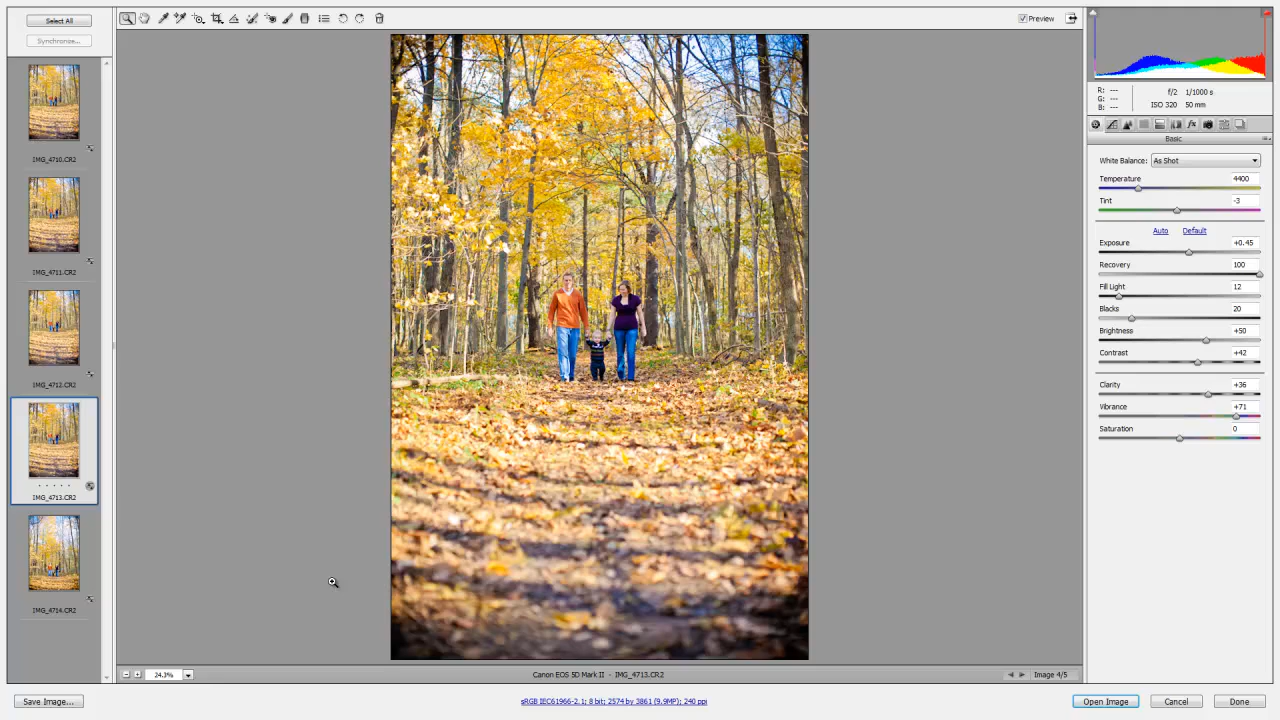 Select All
Synchronize...
Preview
IMG_4710.CR2
IMG_4711.CR2
IMG_4712.CR2
IMG_4713.CR2
IMG_4714.CR2
R: ---
G: ---
B: ---
f/2 1/1000 s
ISO 320 50 mm
Basic
White Balance: As Shot
Temperature 4400
Tint -3
Auto Default
Exposure +0.45
Recovery 100
Fill Light 12
Blacks 20
Brightness +50
Contrast +42
Clarity +36
Vibrance +71
Saturation 0
24.3%
Canon EOS 5D Mark II - IMG_4713.CR2
Image 4/5
Save Image...
sRGB IEC61966-2.1; 8 bit; 2574 by 3861 (9.9MP); 240 ppi
Open Image
Cancel
Done